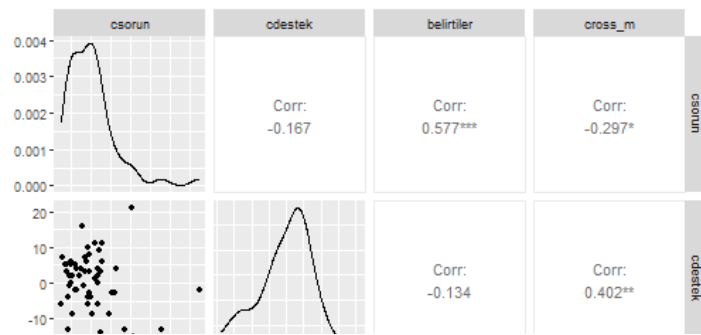 csorun cdestek belirtiler cross_m
0.004
0.003
0.002
0.001
0.000
Corr:
-0.167
Corr:
0.577***
Corr:
-0.297*
csorun
20
10
0
-10
Corr:
-0.134
Corr:
0.402**
cdestek